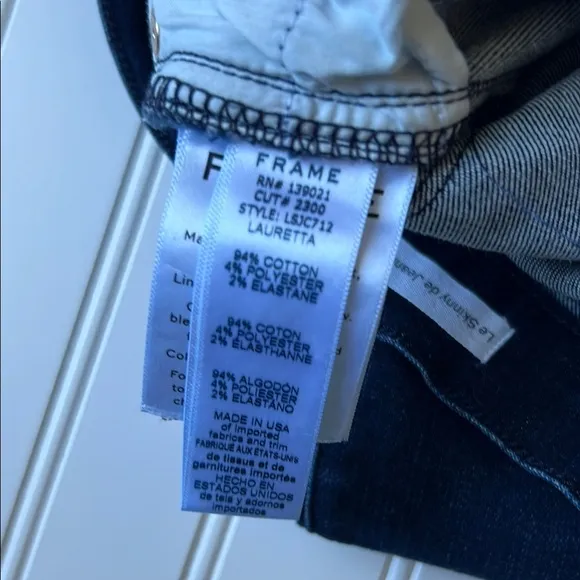 FRAME
RN# 139021
CUT# 2300
STYLE: LSJC712
LAURETTA
94% COTTON
4% POLYESTER
2% ELASTANE
94% COTON
4% POLYESTER
2% ÉLASTHANNE
94% ALGODÓN
4% POLIESTER
2% ELASTANO
MADE IN USA
of imported
fabrics and trim
FABRIQUÉ AUX ÉTATS-UNIS
de tissus et de
garnitures importés
HECHO EN
ESTADOS UNIDOS
de tela y adornos
importados
Le Skinny de Jean